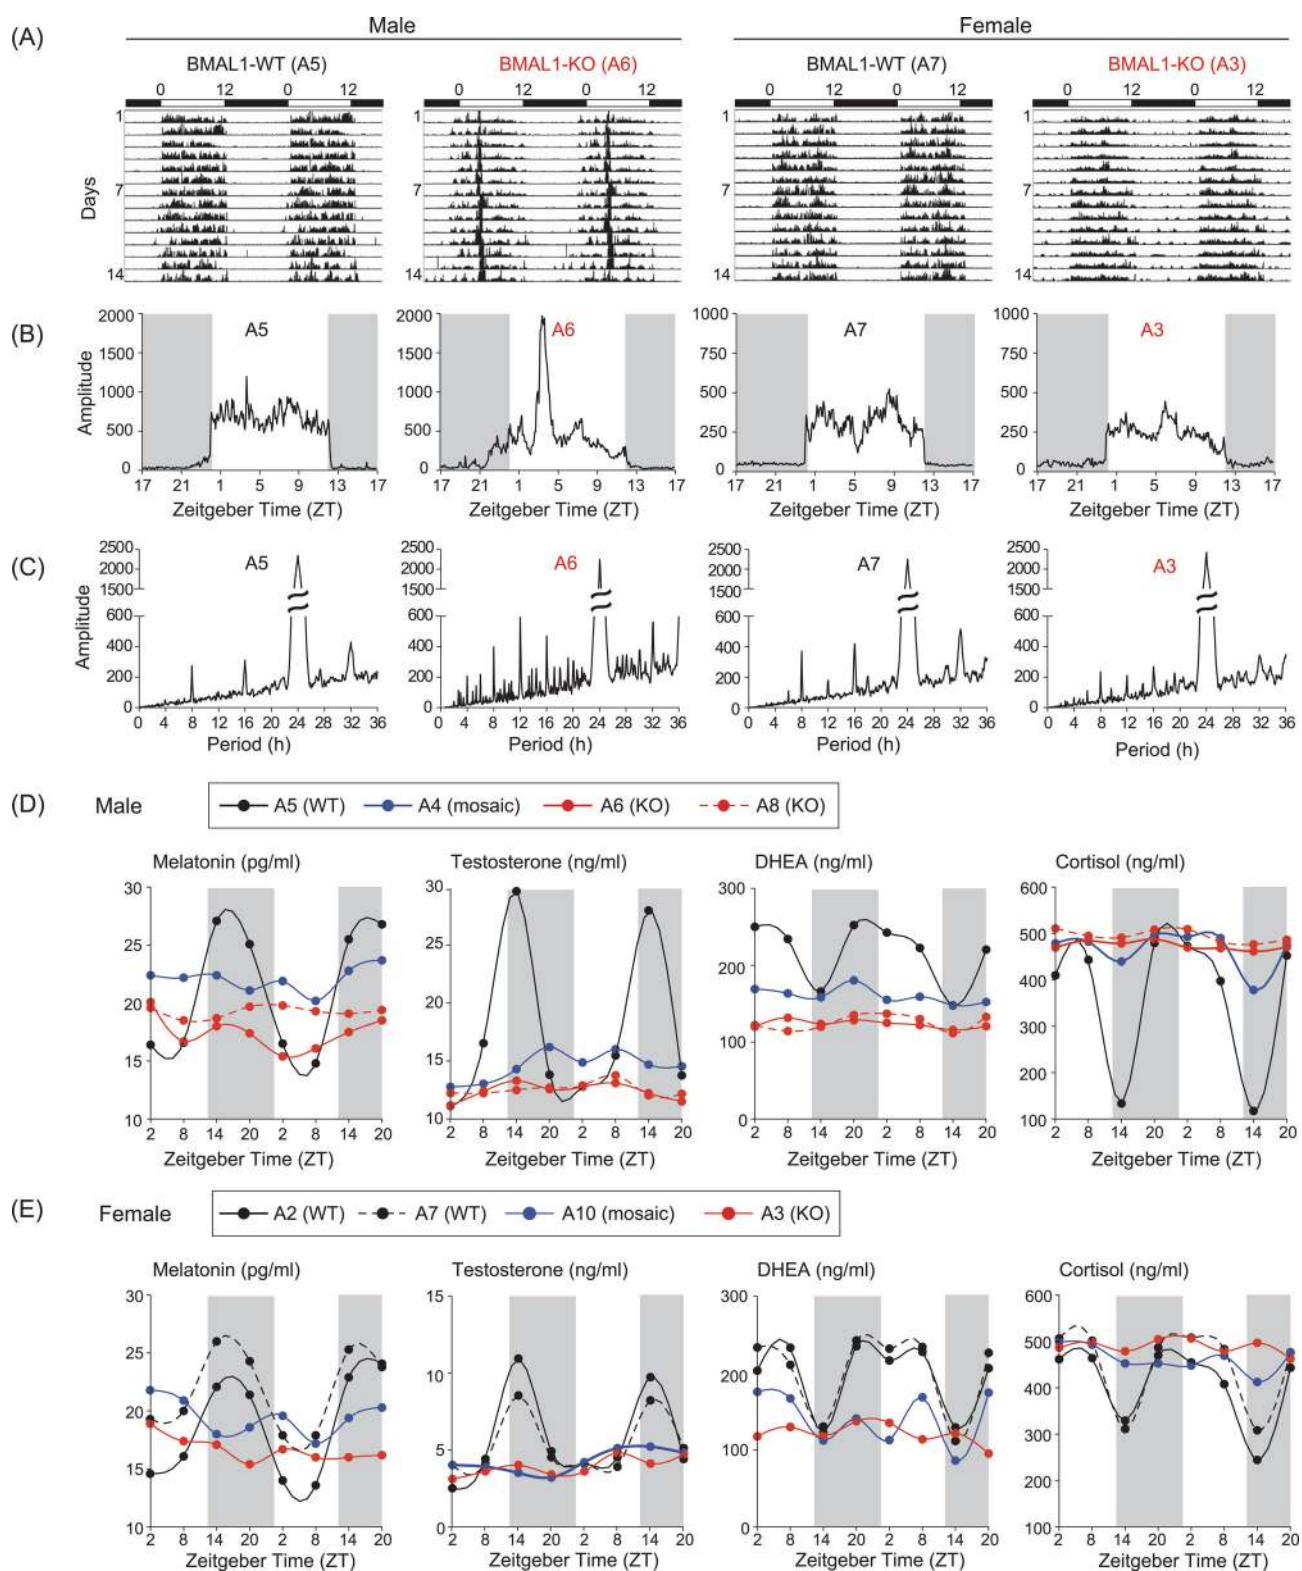 (A)
Male Female
BMAL1-WT (A5) BMAL1-KO (A6) BMAL1-WT (A7) BMAL1-KO (A3)
0 12 0 12 0 12 0 12 0 12 0 12 0 12 0 12
Days
1 1 1 1
7 7 7 7
14 14 14 14
(B)
Amplitude
A5 A6 A7 A3
2000 2000 1000 1000
1500 1500 750 750
1000 1000 500 500
500 500 250 250
0 0 0 0
17 21 1 5 9 13 17 17 21 1 5 9 13 17 17 21 1 5 9 13 17 17 21 1 5 9 13 17
Zeitgeber Time (ZT) Zeitgeber Time (ZT) Zeitgeber Time (ZT) Zeitgeber Time (ZT)
(C)
Amplitude
A5 A6 A7 A3
2500 2500 2500 2500
2000 2000 2000 2000
1500 1500 1500 1500
600 600 600 600
400 400 400 400
200 200 200 200
0 0 0 0
0 4 8 12 16 20 24 28 32 36 0 4 8 12 16 20 24 28 32 36 0 4 8 12 16 20 24 28 32 36 0 4 8 12 16 20 24 28 32 36
Period (h) Period (h) Period (h) Period (h)
(D) Male
A5 (WT) A4 (mosaic) A6 (KO) A8 (KO)
Melatonin (pg/ml) Testosterone (ng/ml) DHEA (ng/ml) Cortisol (ng/ml)
30 30 300 600
25 25 200 500
20 20 100 400
15 15 0 300
10 10 200
100
2 8 14 20 2 8 14 20 2 8 14 20 2 8 14 20 2 8 14 20 2 8 14 20 2 8 14 20 2 8 14 20
Zeitgeber Time (ZT) Zeitgeber Time (ZT) Zeitgeber Time (ZT) Zeitgeber Time (ZT)
(E) Female
A2 (WT) A7 (WT) A10 (mosaic) A3 (KO)
Melatonin (pg/ml) Testosterone (ng/ml) DHEA (ng/ml) Cortisol (ng/ml)
30 15 300 600
25 10 200 500
20 5 100 400
15 0 0 300
10 200
100
2 8 14 20 2 8 14 20 2 8 14 20 2 8 14 20 2 8 14 20 2 8 14 20 2 8 14 20 2 8 14 20
Zeitgeber Time (ZT) Zeitgeber Time (ZT) Zeitgeber Time (ZT) Zeitgeber Time (ZT)